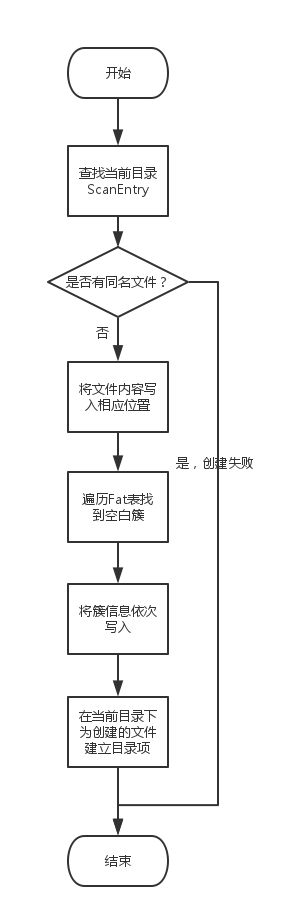 开始
查找当前目录
ScanEntry
是否有同名文件？
否
将文件内容写
入相应位置
是，创建失败
遍历Fat表找
到空白簇
将簇信息依次
写入
在当前目录下
为创建的文件
建立目录项
结束